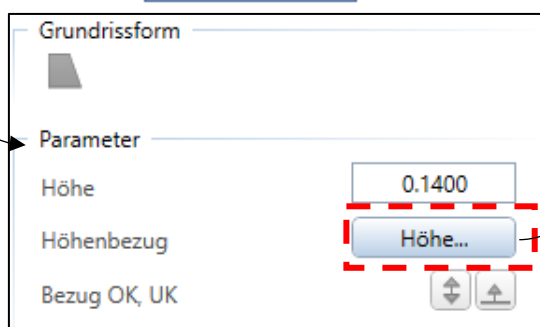 Grundrissform
Parameter
Höhe 0.1400
Höhenbezug Höhe...
Bezug OK, UK